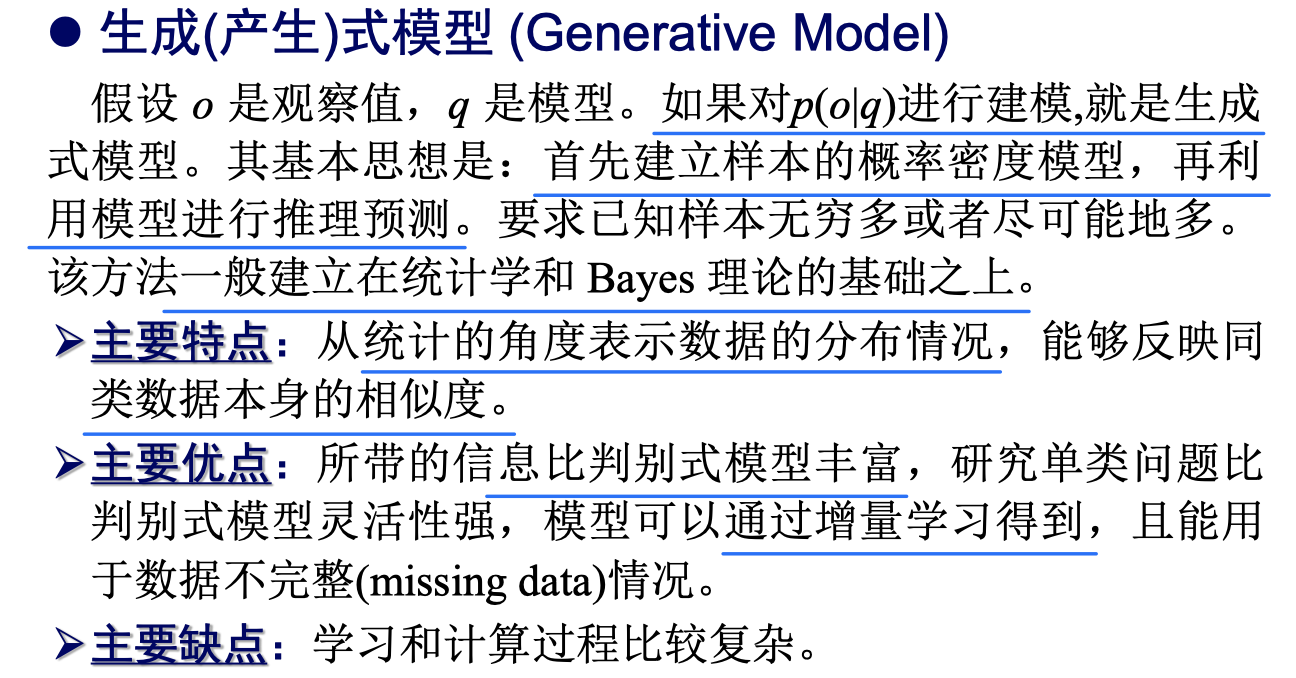 ● 生成(产生)式模型 (Generative Model)
假设 o 是观察值，q 是模型。如果对p(o|q)进行建模,就是生成
式模型。其基本思想是：首先建立样本的概率密度模型，再利
用模型进行推理预测。要求已知样本无穷多或者尽可能地多。
该方法一般建立在统计学和 Bayes 理论的基础之上。
➢主要特点：从统计的角度表示数据的分布情况，能够反映同
类数据本身的相似度。
➢主要优点：所带的信息比判别式模型丰富，研究单类问题比
判别式模型灵活性强，模型可以通过增量学习得到，且能用
于数据不完整(missing data)情况。
➢主要缺点：学习和计算过程比较复杂。